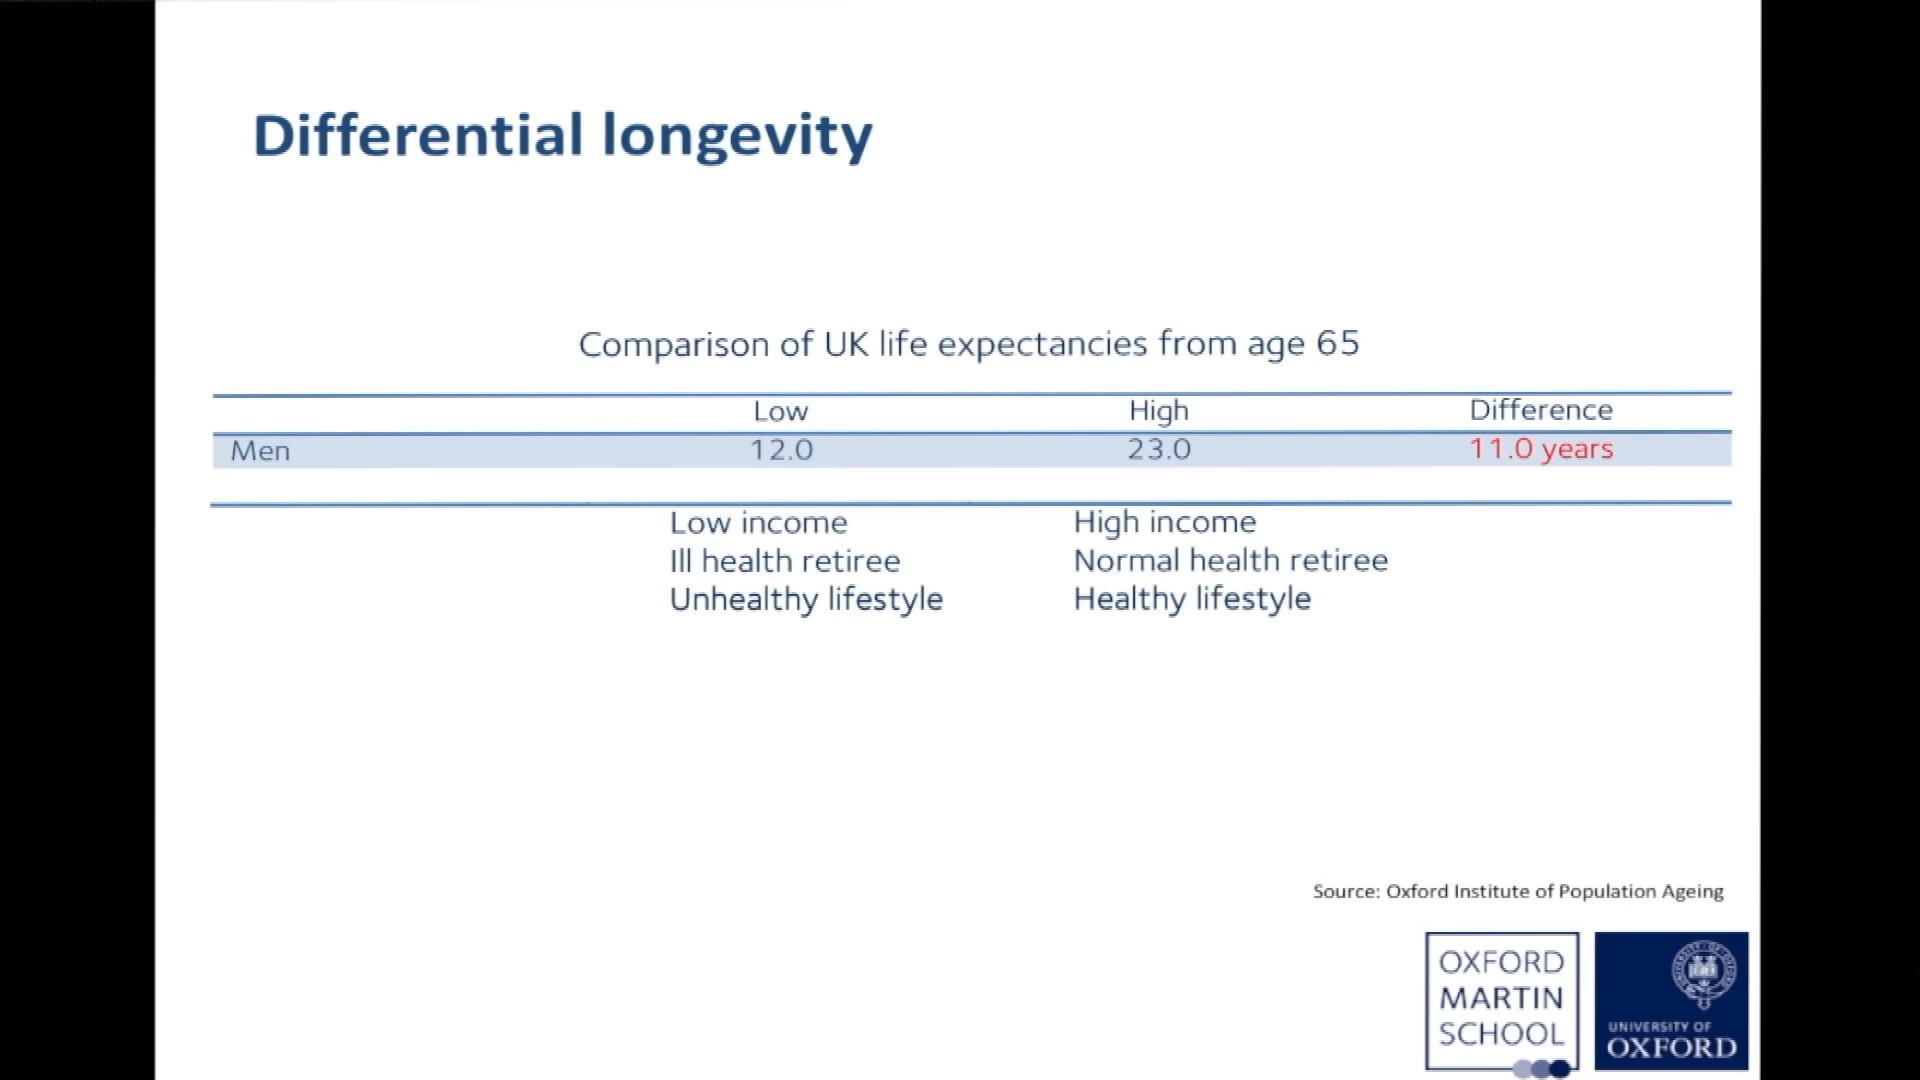 Differential longevity
Comparison of UK life expectancies from age 65
Low High Difference
Men 12.0 23.0 11.0 years
Low income High income
Ill health retiree Normal health retiree
Unhealthy lifestyle Healthy lifestyle
Source: Oxford Institute of Population Ageing
OXFORD
MARTIN
SCHOOL
UNIVERSITY OF
OXFORD